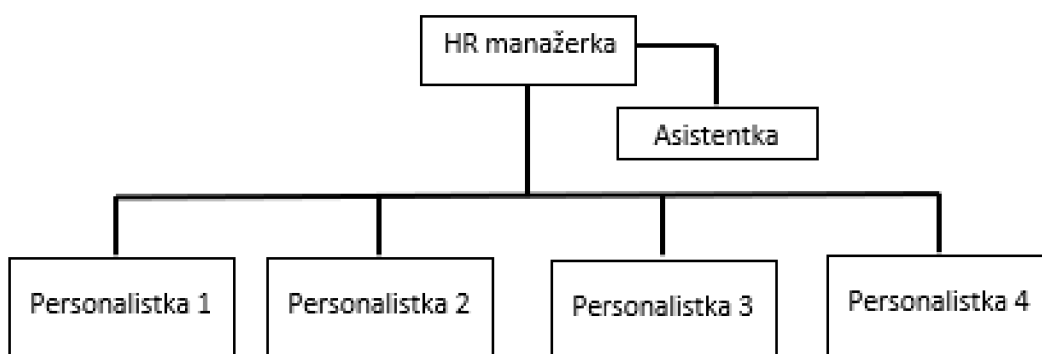 HR manažerka
Asistentka
Personalistka 1
Personalistka 2
Personalistka 3
Personalistka 4